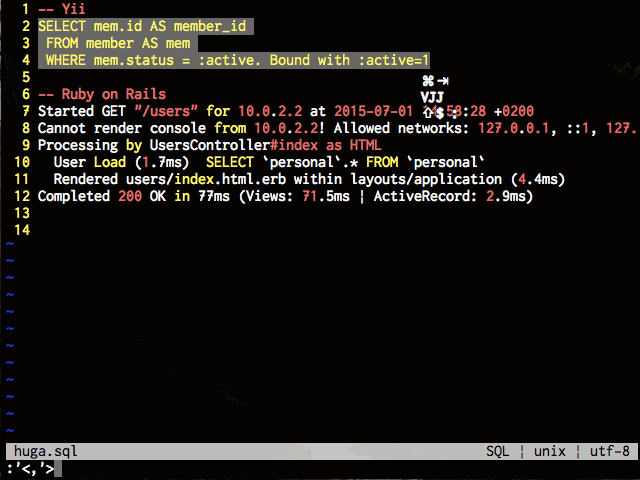 1 -- Yii
2 SELECT mem.id AS member_id
3 FROM member AS mem
4 WHERE mem.status = :active. Bound with :active=1
5 ⌘⇥
VJJ
6 -- Ruby on Rails
⇧$ :
7 Started GET "/users" for 10.0.2.2 at 2015-07-01 :28 +0200
8 Cannot render console from 10.0.2.2! Allowed networks: 127.0.0.1, ::1, 127.
9 Processing by UsersController#index as HTML
10 User Load (1.7ms) SELECT `personal`.* FROM `personal`
11 Rendered users/index.html.erb within layouts/application (4.4ms)
12 Completed 200 OK in 77ms (Views: 71.5ms | ActiveRecord: 2.9ms)
13
14
~
~
~
~
~
~
~
~
~
~
~
~
huga.sql SQL ¦ unix ¦ utf-8
:'<,'>